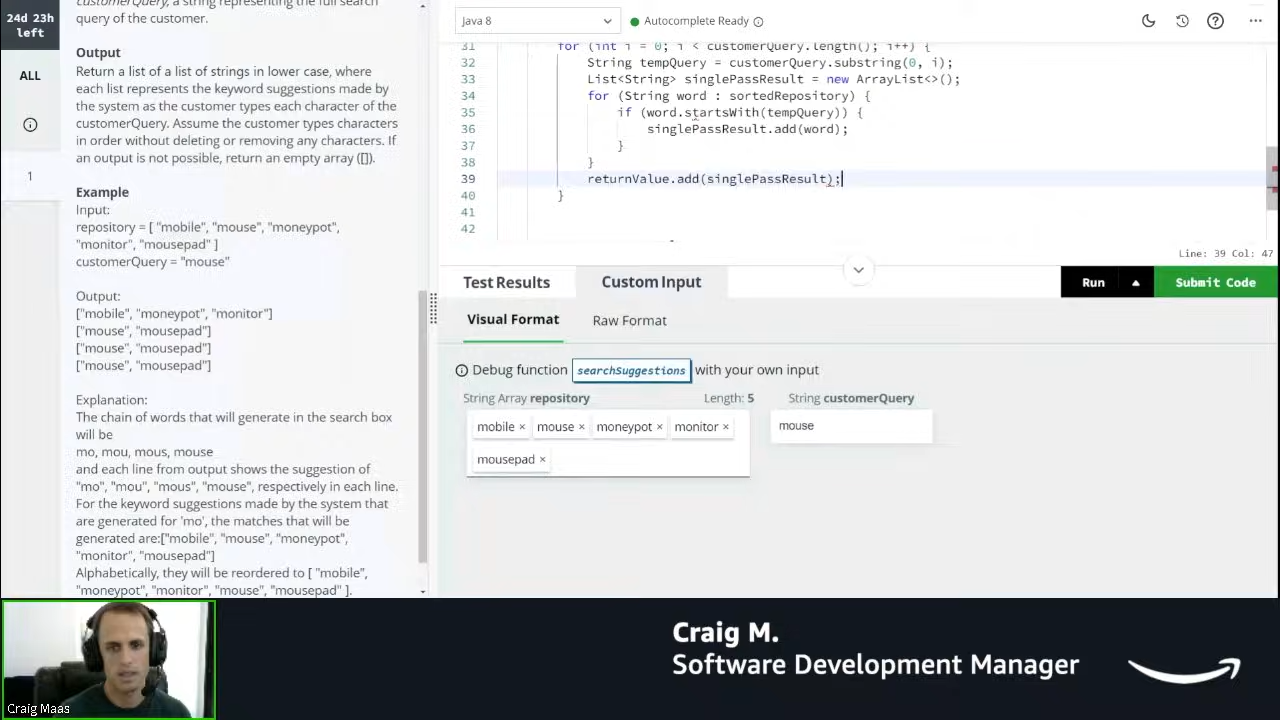 24d 23h
left
ALL
1
customerQuery, a string representing the full search
query of the customer.
Output
Return a list of a list of strings in lower case, where
each list represents the keyword suggestions made by
the system as the customer types each character of the
customerQuery. Assume the customer types characters
in order without deleting or removing any characters. If
an output is not possible, return an empty array ([]).
Example
Input:
repository = [ "mobile", "mouse", "moneypot",
"monitor", "mousepad" ]
customerQuery = "mouse"
Output:
["mobile", "moneypot", "monitor"]
["mouse", "mousepad"]
["mouse", "mousepad"]
["mouse", "mousepad"]
Explanation:
The chain of words that will generate in the search box
will be
mo, mou, mous, mouse
and each line from output shows the suggestion of
"mo", "mou", "mous", "mouse", respectively in each line.
For the keyword suggestions made by the system that
are generated for 'mo', the matches that will be
generated are:["mobile", "mouse", "moneypot",
"monitor", "mousepad"]
Alphabetically, they will be reordered to [ "mobile",
"moneypot", "monitor", "mouse", "mousepad" ].
Java 8
Autocomplete Ready
31 for (int i = 0; i < customerQuery.length(); i++) {
32 String tempQuery = customerQuery.substring(0, i);
33 List<String> singlePassResult = new ArrayList<>();
34 for (String word : sortedRepository) {
35 if (word.startsWith(tempQuery)) {
36 singlePassResult.add(word);
37 }
38 }
39 returnValue.add(singlePassResult);
40 }
41
42
Line: 39 Col: 47
Test Results
Custom Input
Run
Submit Code
Visual Format
Raw Format
Debug function searchSuggestions with your own input
String Array repository Length: 5
String customerQuery
mobile × mouse × moneypot × monitor ×
mousepad ×
mouse
Craig Maas
Craig M.
Software Development Manager